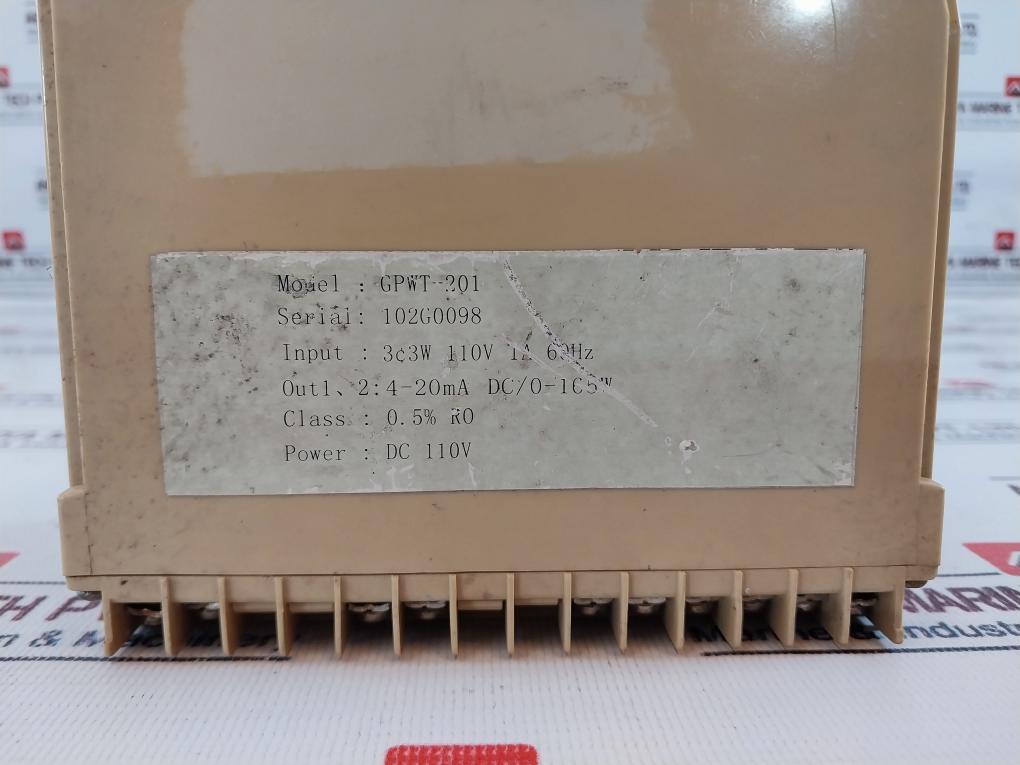 Model : GPWT-201
Serial: 102G0098
Input : 3¢3W 110V 1A 60Hz
Out1、2:4-20mA DC/0-165W
Class : 0.5% RO
Power : DC 110V